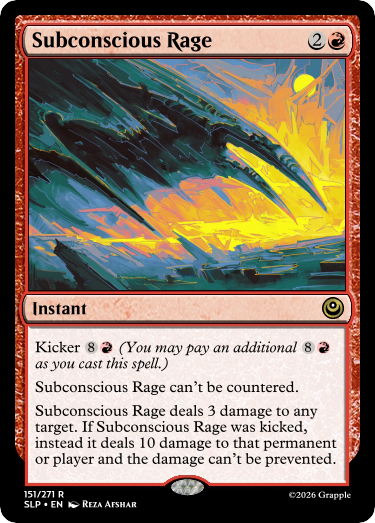 Subconscious Rage 2
Instant
Kicker 8 (You may pay an additional 8
as you cast this spell.)
Subconscious Rage can't be countered.
Subconscious Rage deals 3 damage to any
target. If Subconscious Rage was kicked,
instead it deals 10 damage to that permanent
or player and the damage can't be prevented.
151/271 R
SLP • EN Reza Afshar
©2026 Grapple